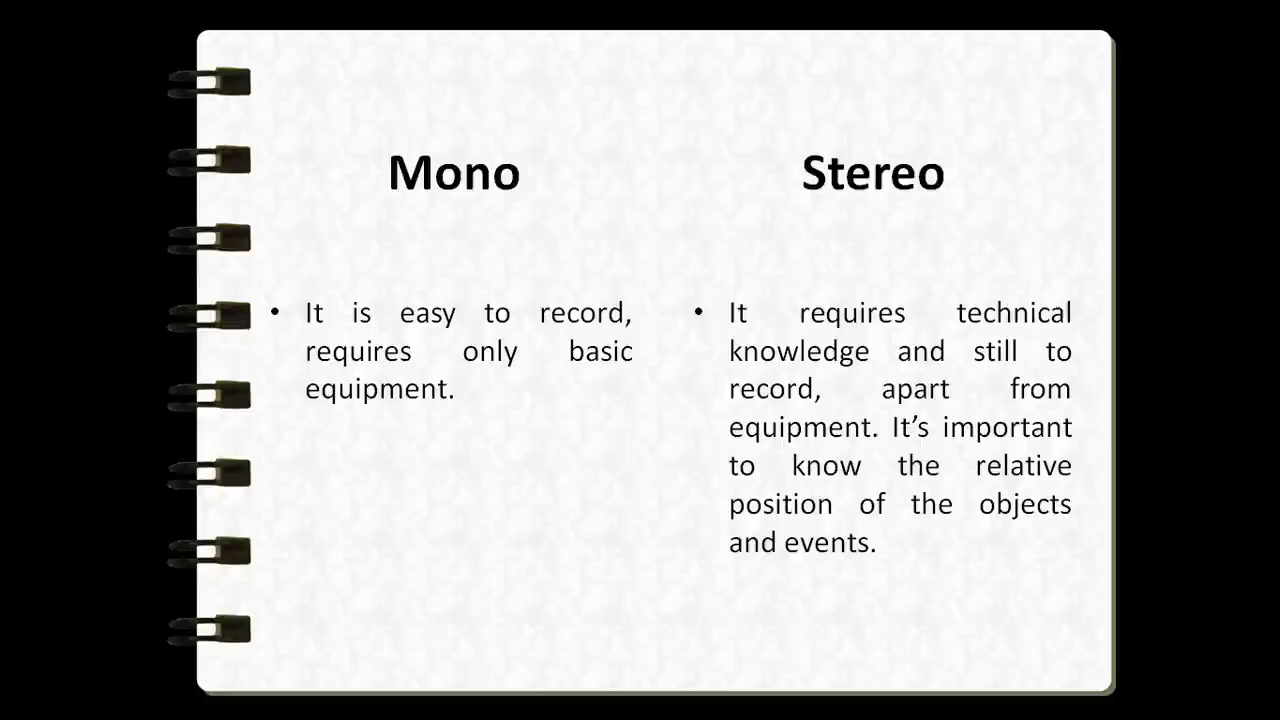 Mono
• It is easy to record,
requires only basic
equipment.
Stereo
• It requires technical
knowledge and still to
record, apart from
equipment. It’s important
to know the relative
position of the objects
and events.